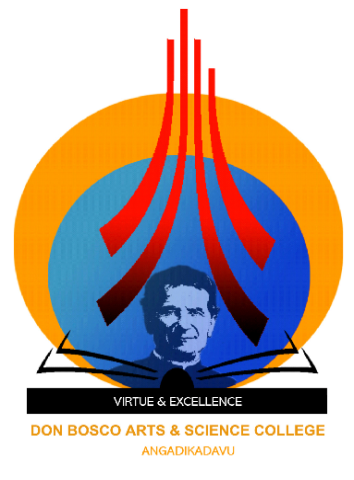 VIRTUE & EXCELLENCE
DON BOSCO ARTS & SCIENCE COLLEGE
ANGADIKADAVU